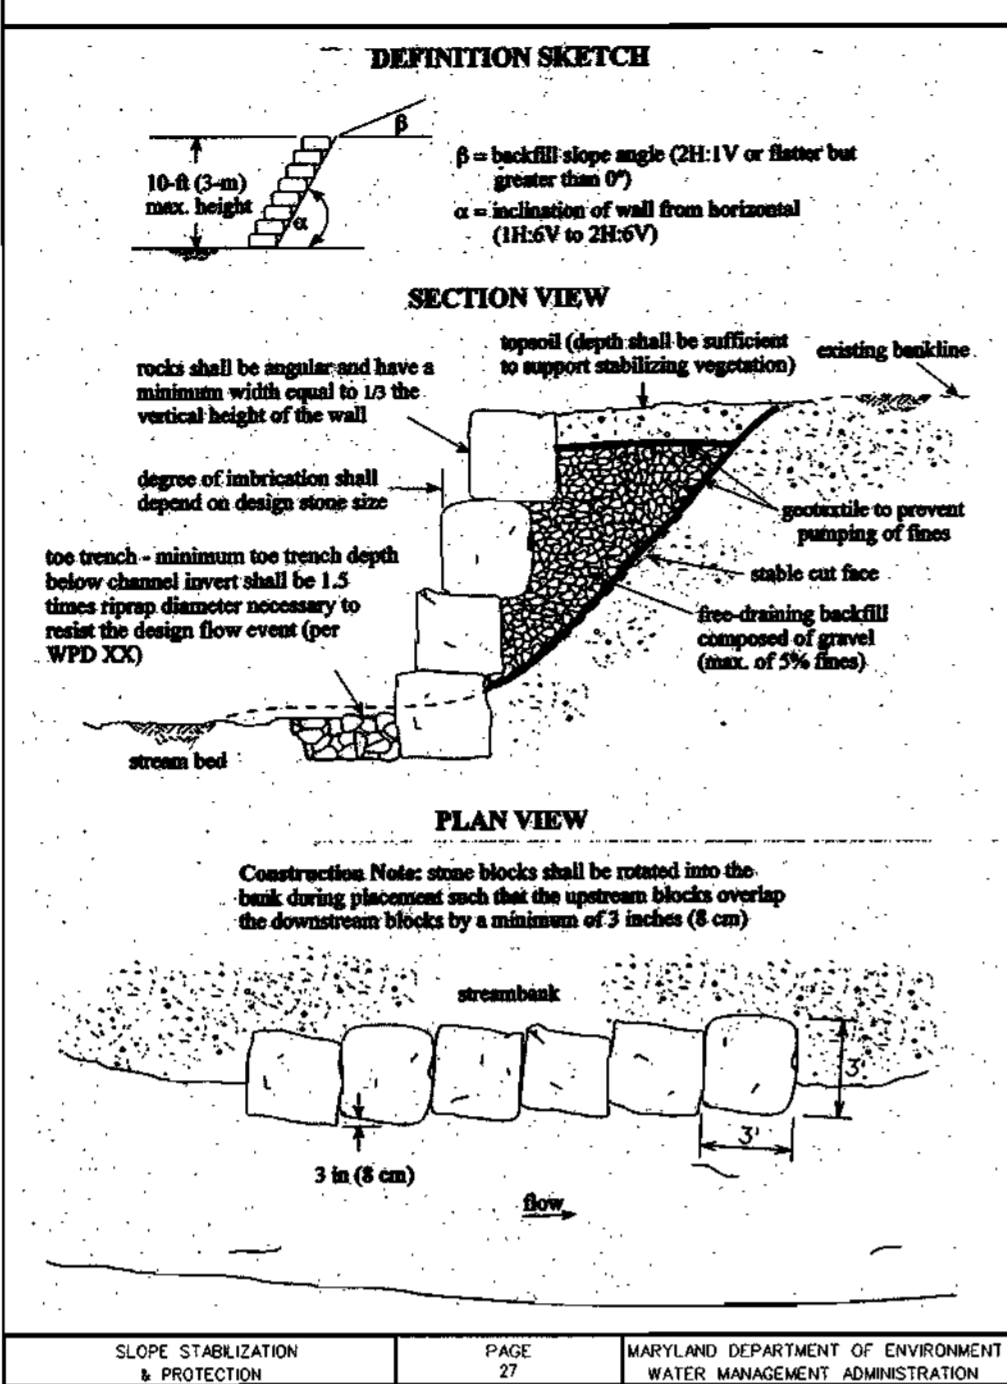 DEFINITION SKETCH
β
10-ft (3-m)
max. height
α
β = backfill slope angle (2H:1V or flatter but
greater than 0°)
α = inclination of wall from horizontal
(1H:6V to 2H:6V)
SECTION VIEW
rocks shall be angular and have a
minimum width equal to 1/3 the
vertical height of the wall
topsoil (depth shall be sufficient
to support stabilizing vegetation)
existing bankline
degree of imbrication shall
depend on design stone size
geotextile to prevent
pumping of fines
toe trench - minimum toe trench depth
below channel invert shall be 1.5
times riprap diameter necessary to
resist the design flow event (per
WPD XX)
stable cut face
free-draining backfill
composed of gravel
(max. of 5% fines)
stream bed
PLAN VIEW
Construction Note: stone blocks shall be rotated into the
bank during placement such that the upstream blocks overlap
the downstream blocks by a minimum of 3 inches (8 cm)
streambank
3'
3'
3 in (8 cm)
flow
SLOPE STABILIZATION
& PROTECTION
PAGE
27
MARYLAND DEPARTMENT OF ENVIRONMENT
WATER MANAGEMENT ADMINISTRATION